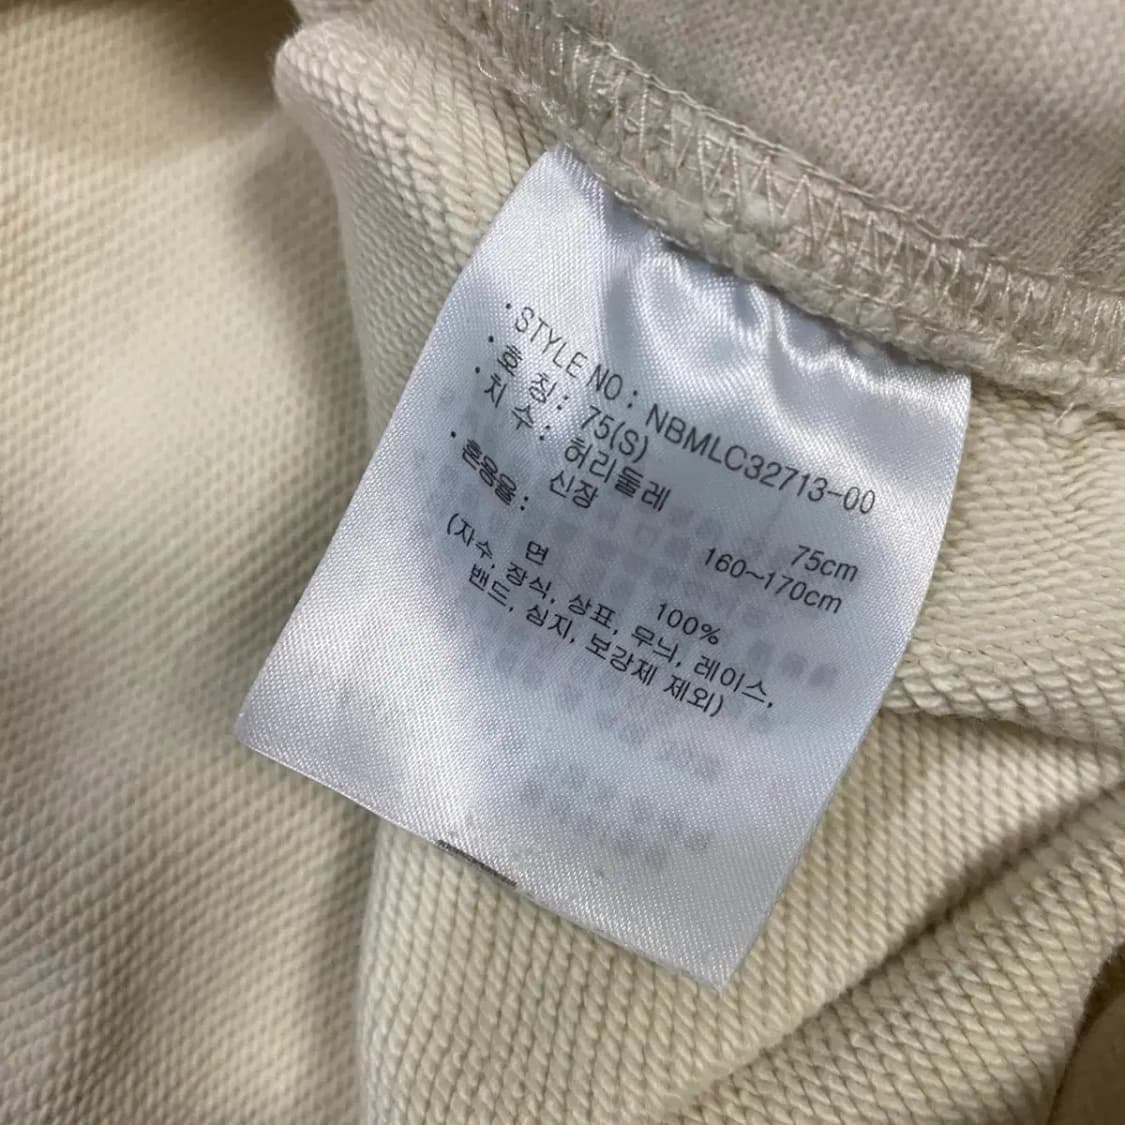 ·STYLE NO : NBMLC32713-00
·호 칭 : 75(S)
·치 수 : 허리둘레 75cm
신장 160~170cm
·혼용율 :
면 100%
(자수, 장식, 상표, 무늬, 레이스,
밴드, 심지, 보강제 제외)